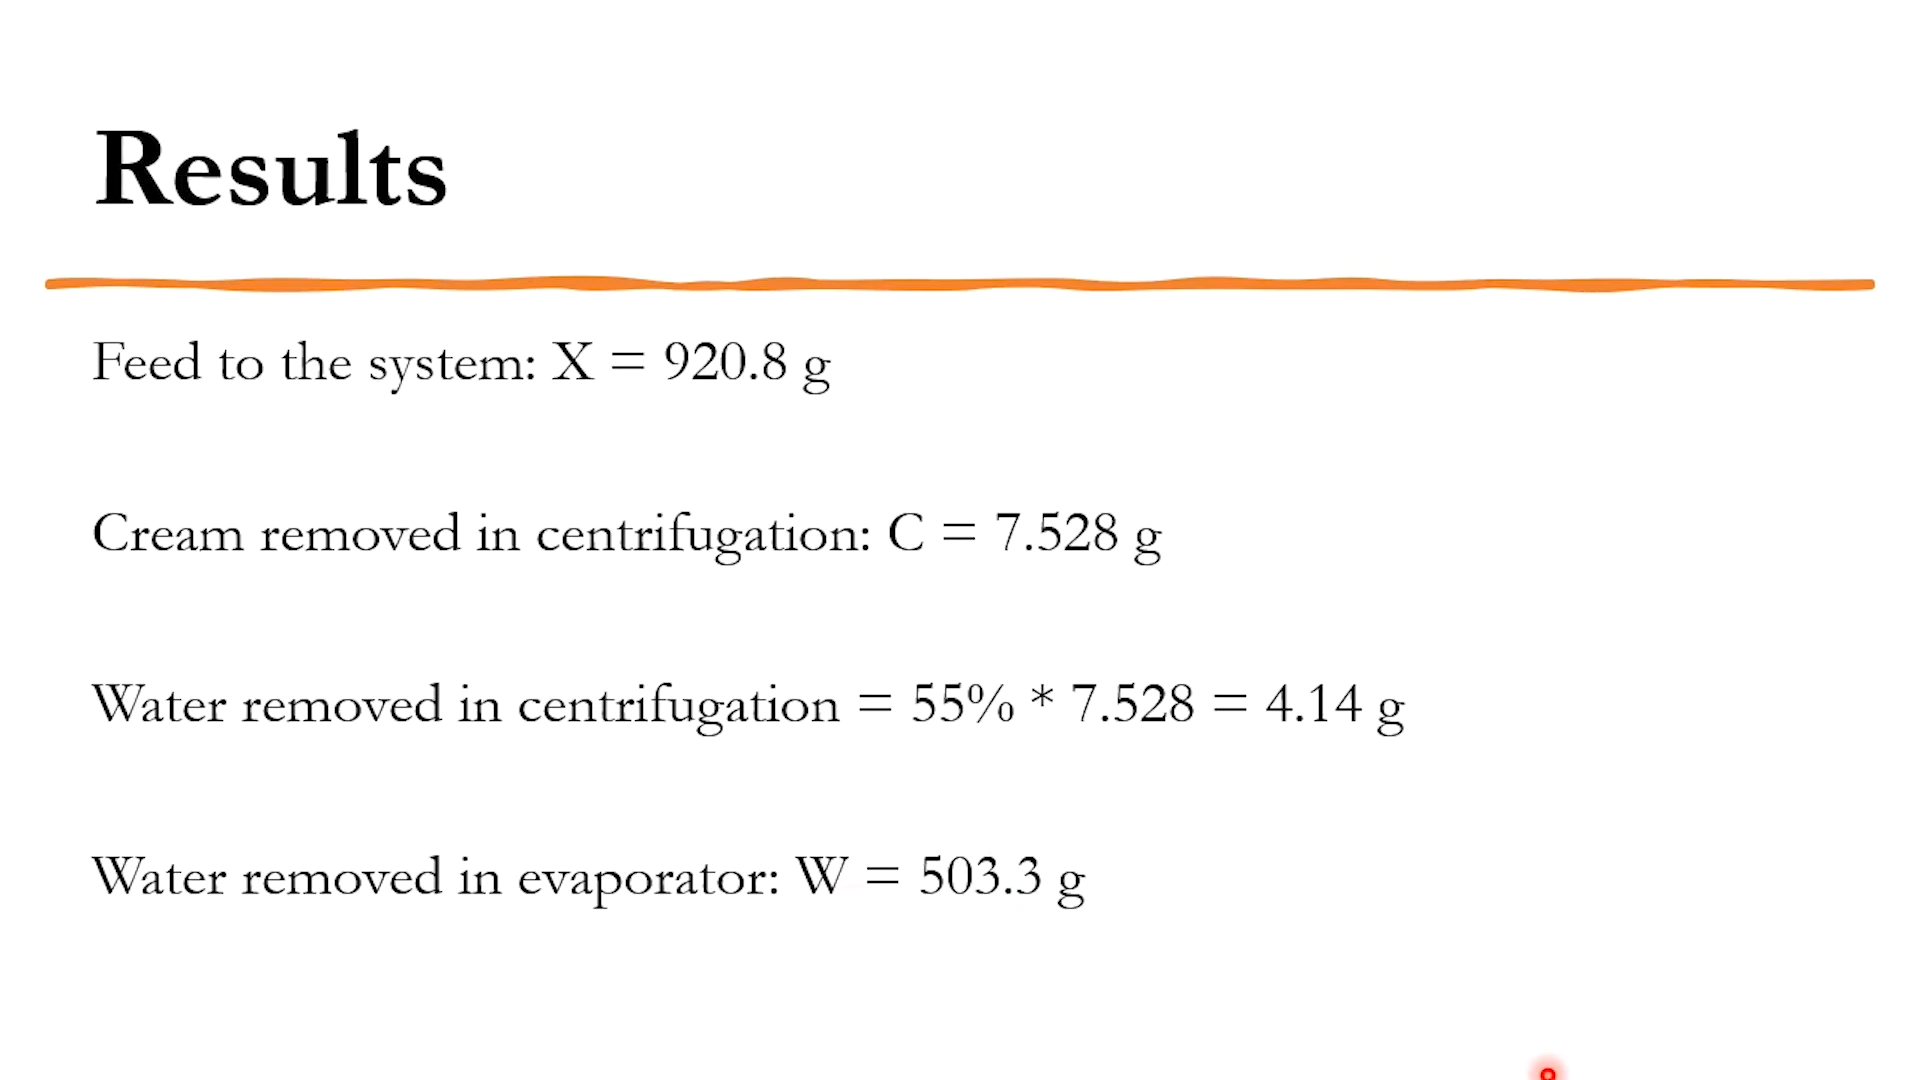 Results
Feed to the system: X = 920.8 g
Cream removed in centrifugation: C = 7.528 g
Water removed in centrifugation = 55% * 7.528 = 4.14 g
Water removed in evaporator: W = 503.3 g